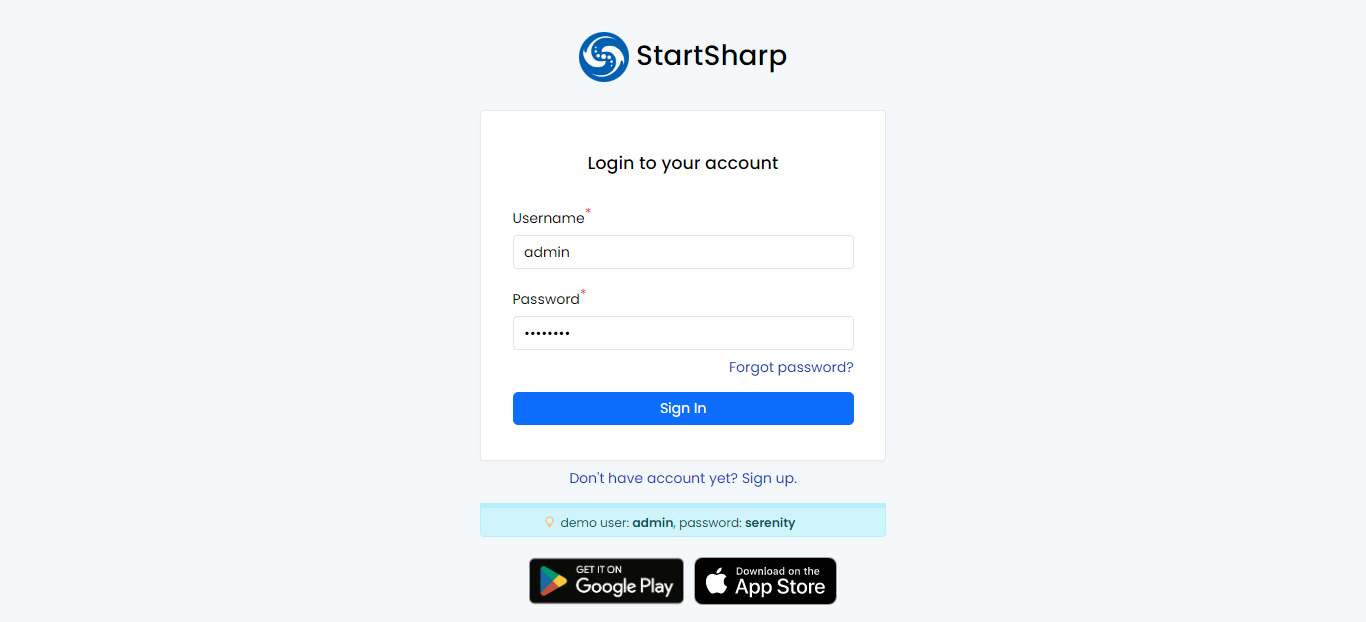 StartSharp
Login to your account
Username*
admin
Password*
••••••••
Forgot password?
Sign In
Don't have account yet? Sign up.
demo user: admin, password: serenity
GET IT ON
Google Play
Download on the
App Store